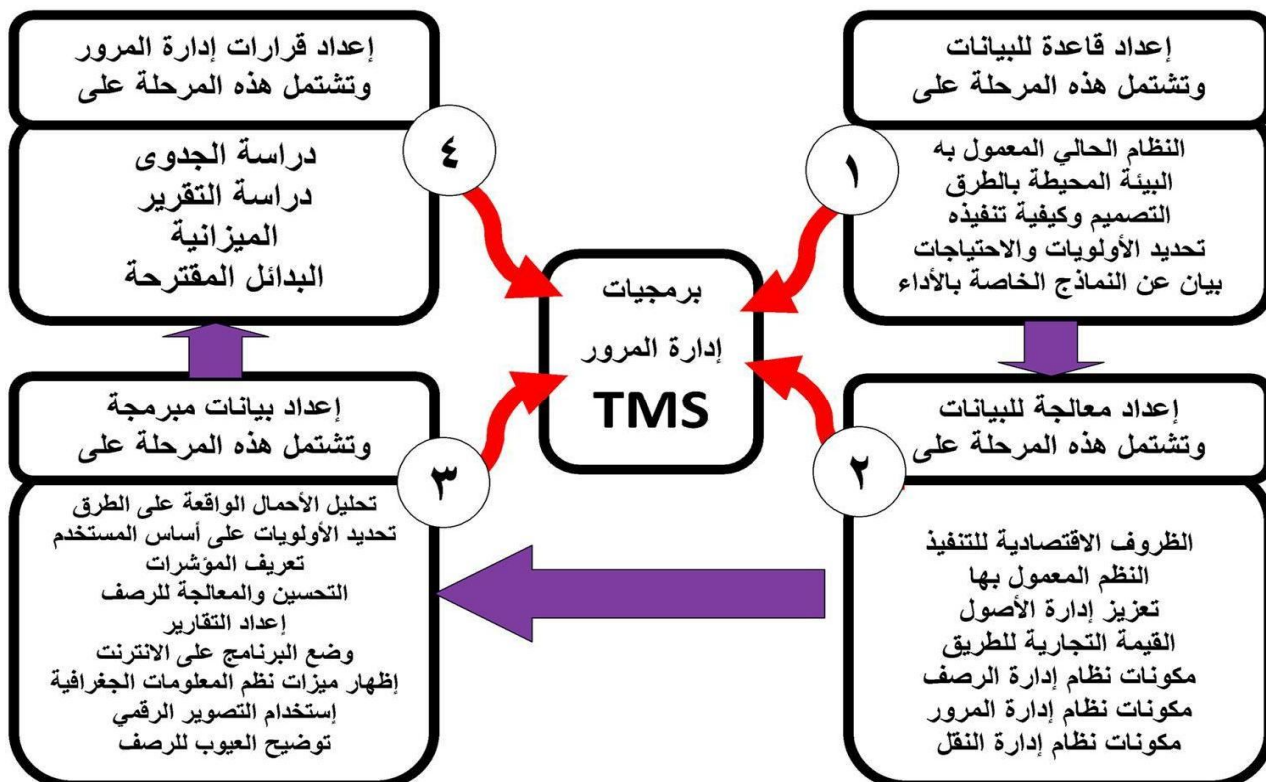 إعداد قاعدة للبيانات
وتشتمل هذه المرحلة على
١
النظام الحالي المعمول به
البيئة المحيطة بالطرق
التصميم وكيفية تنفيذه
تحديد الأولويات والاحتياجات
بيان عن النماذج الخاصة بالأداء
إعداد معالجة للبيانات
وتشتمل هذه المرحلة على
٢
الظروف الاقتصادية للتنفيذ
النظم المعمول بها
تعزيز إدارة الأصول
القيمة التجارية للطريق
مكونات نظام إدارة الرصف
مكونات نظام إدارة المرور
مكونات نظام إدارة النقل
إعداد بيانات مبرمجة
وتشتمل هذه المرحلة على
٣
تحليل الأحمال الواقعة على الطرق
تحديد الأولويات على أساس المستخدم
تعريف المؤشرات
التحسين والمعالجة للرصف
إعداد التقارير
وضع البرنامج على الانترنت
إظهار ميزات نظم المعلومات الجغرافية
إستخدام التصوير الرقمي
توضيح العيوب للرصف
إعداد قرارات إدارة المرور
وتشتمل هذه المرحلة على
٤
دراسة الجدوى
دراسة التقرير
الميزانية
البدائل المقترحة
برمجيات
إدارة المرور
TMS